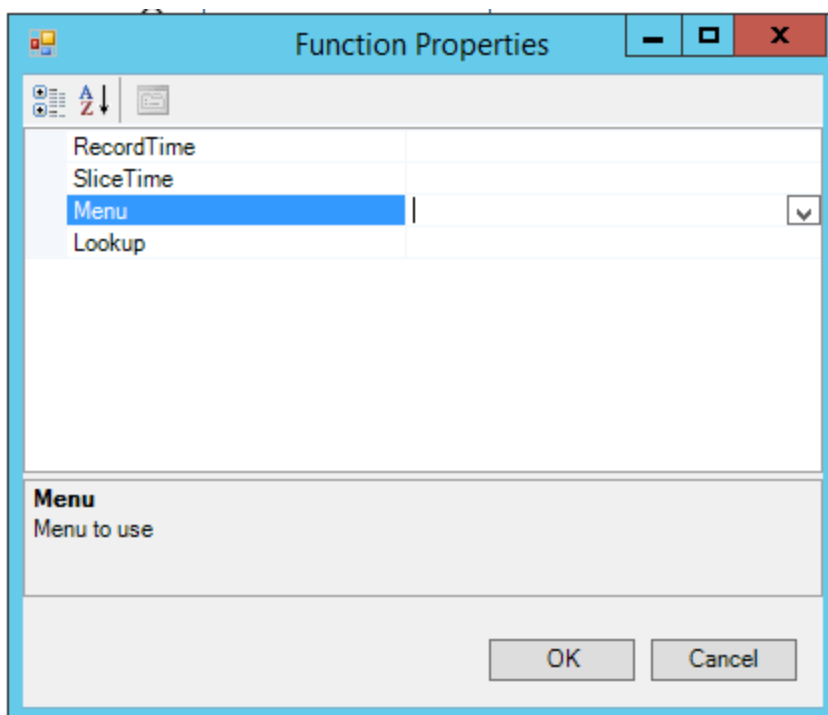 Function Properties
A
Z
RecordTime
SliceTime
Menu
Lookup
Menu
Menu to use
OK
Cancel